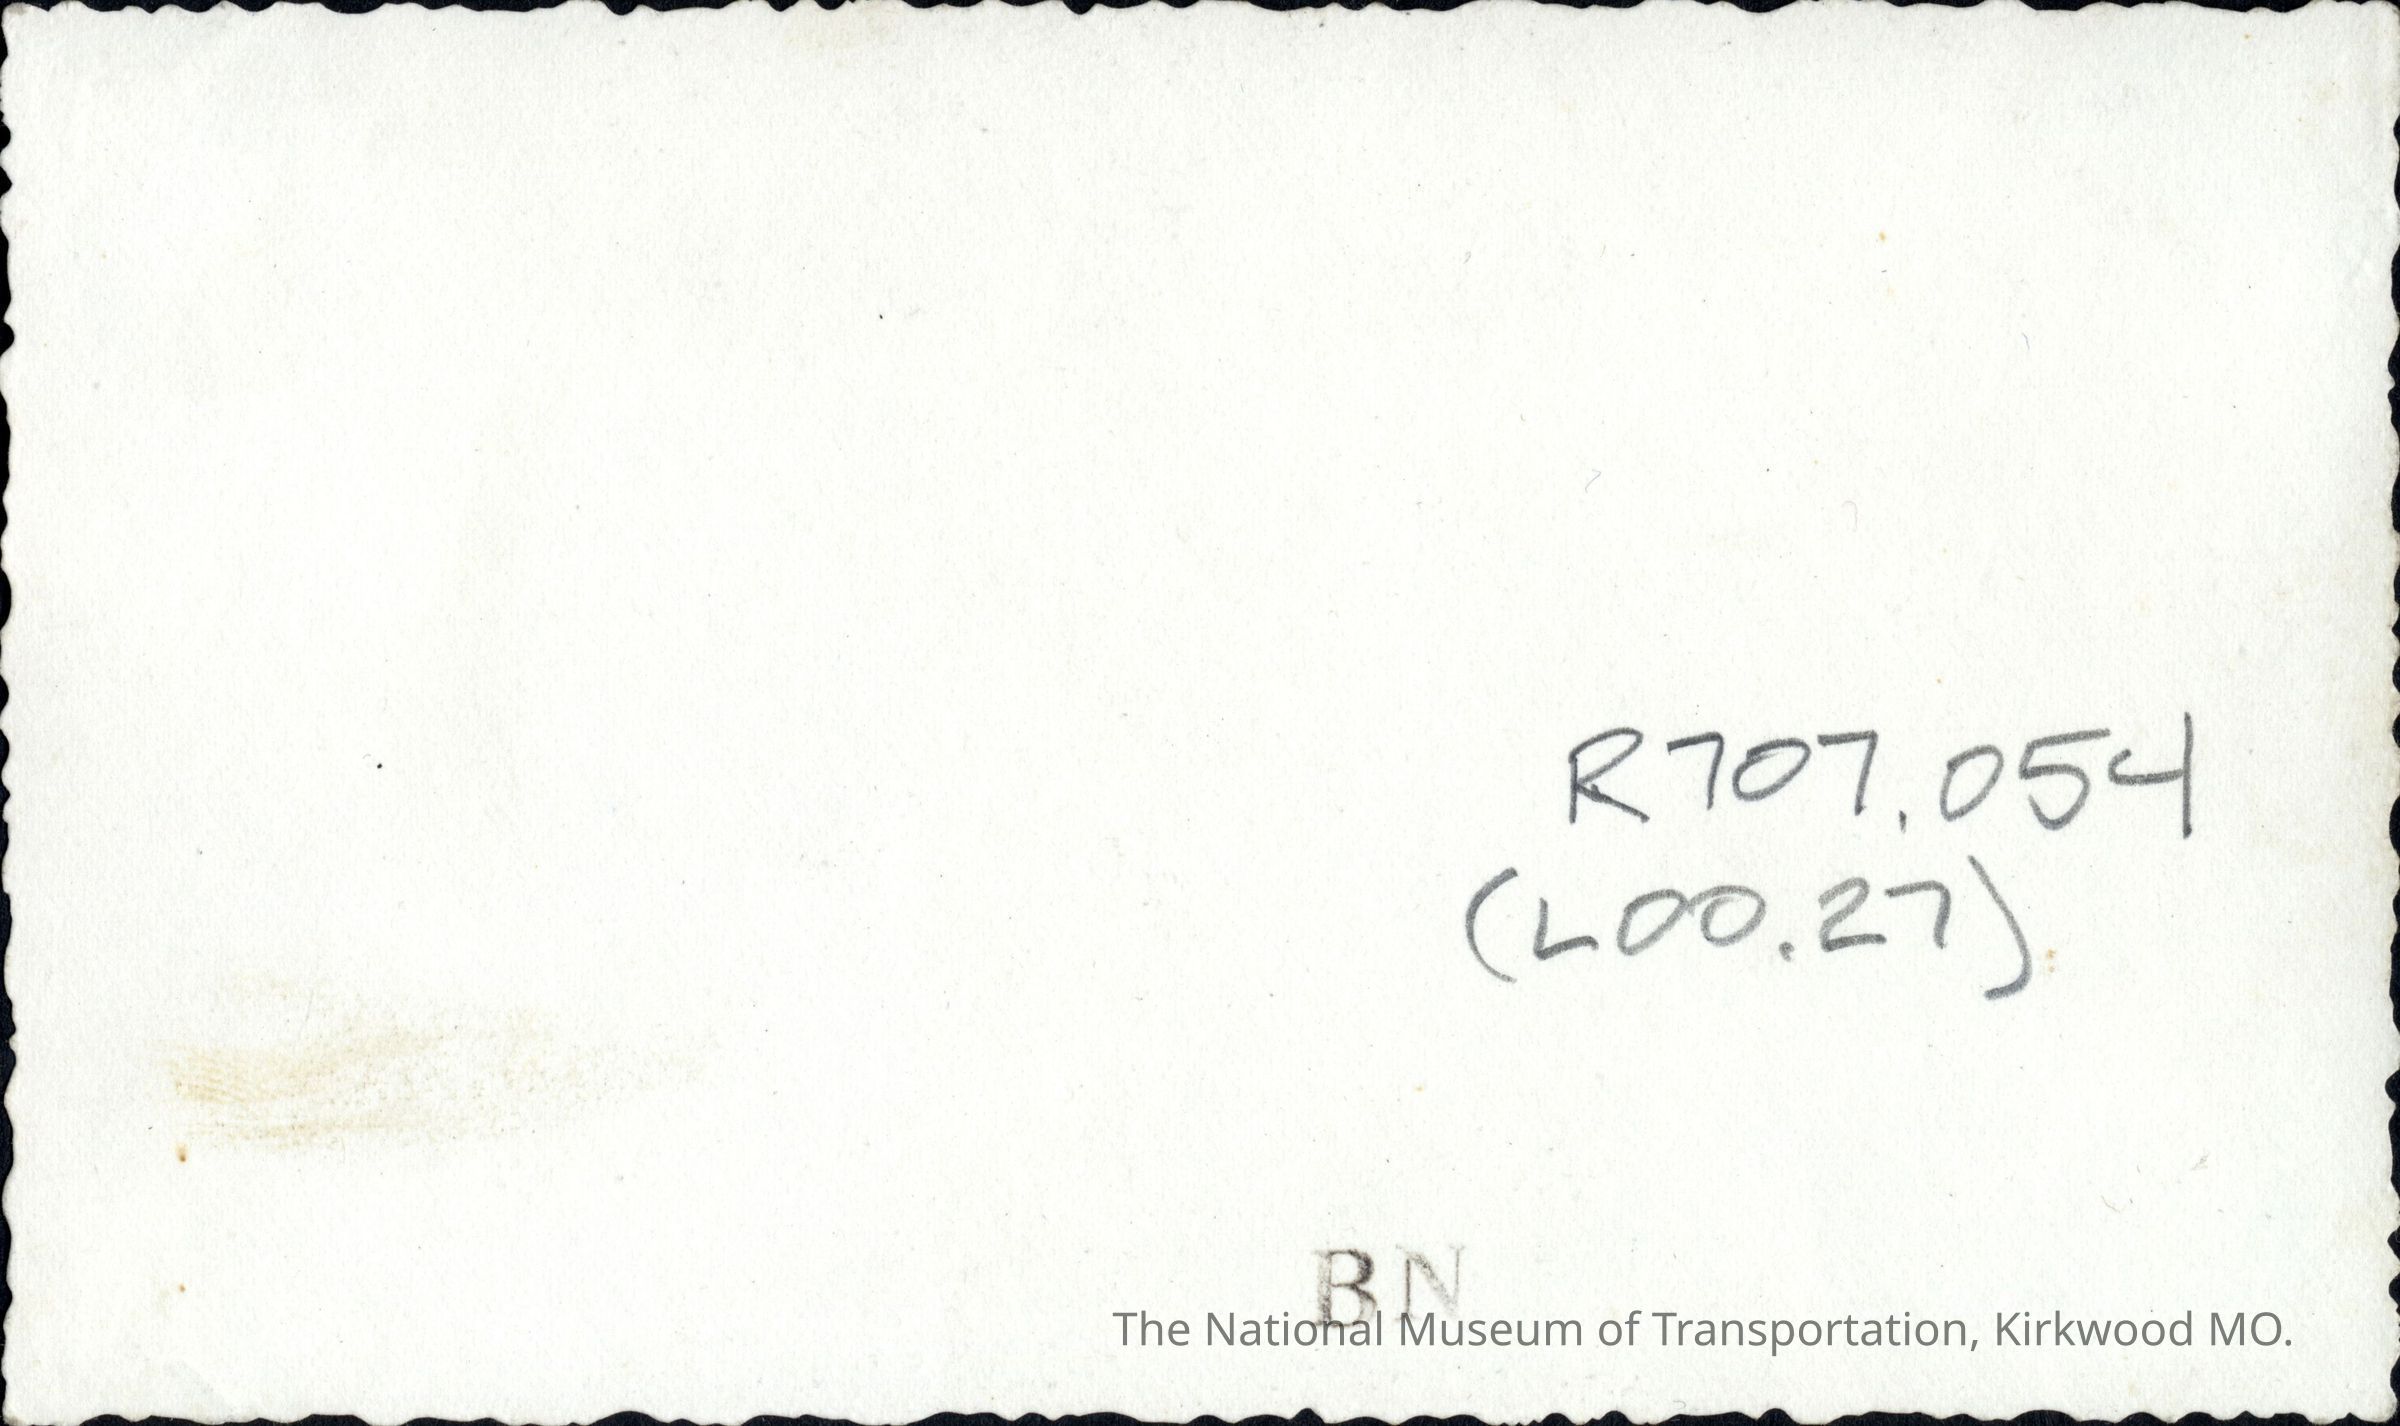 R707.054
(L00.27)
BN
The National Museum of Transportation, Kirkwood MO.